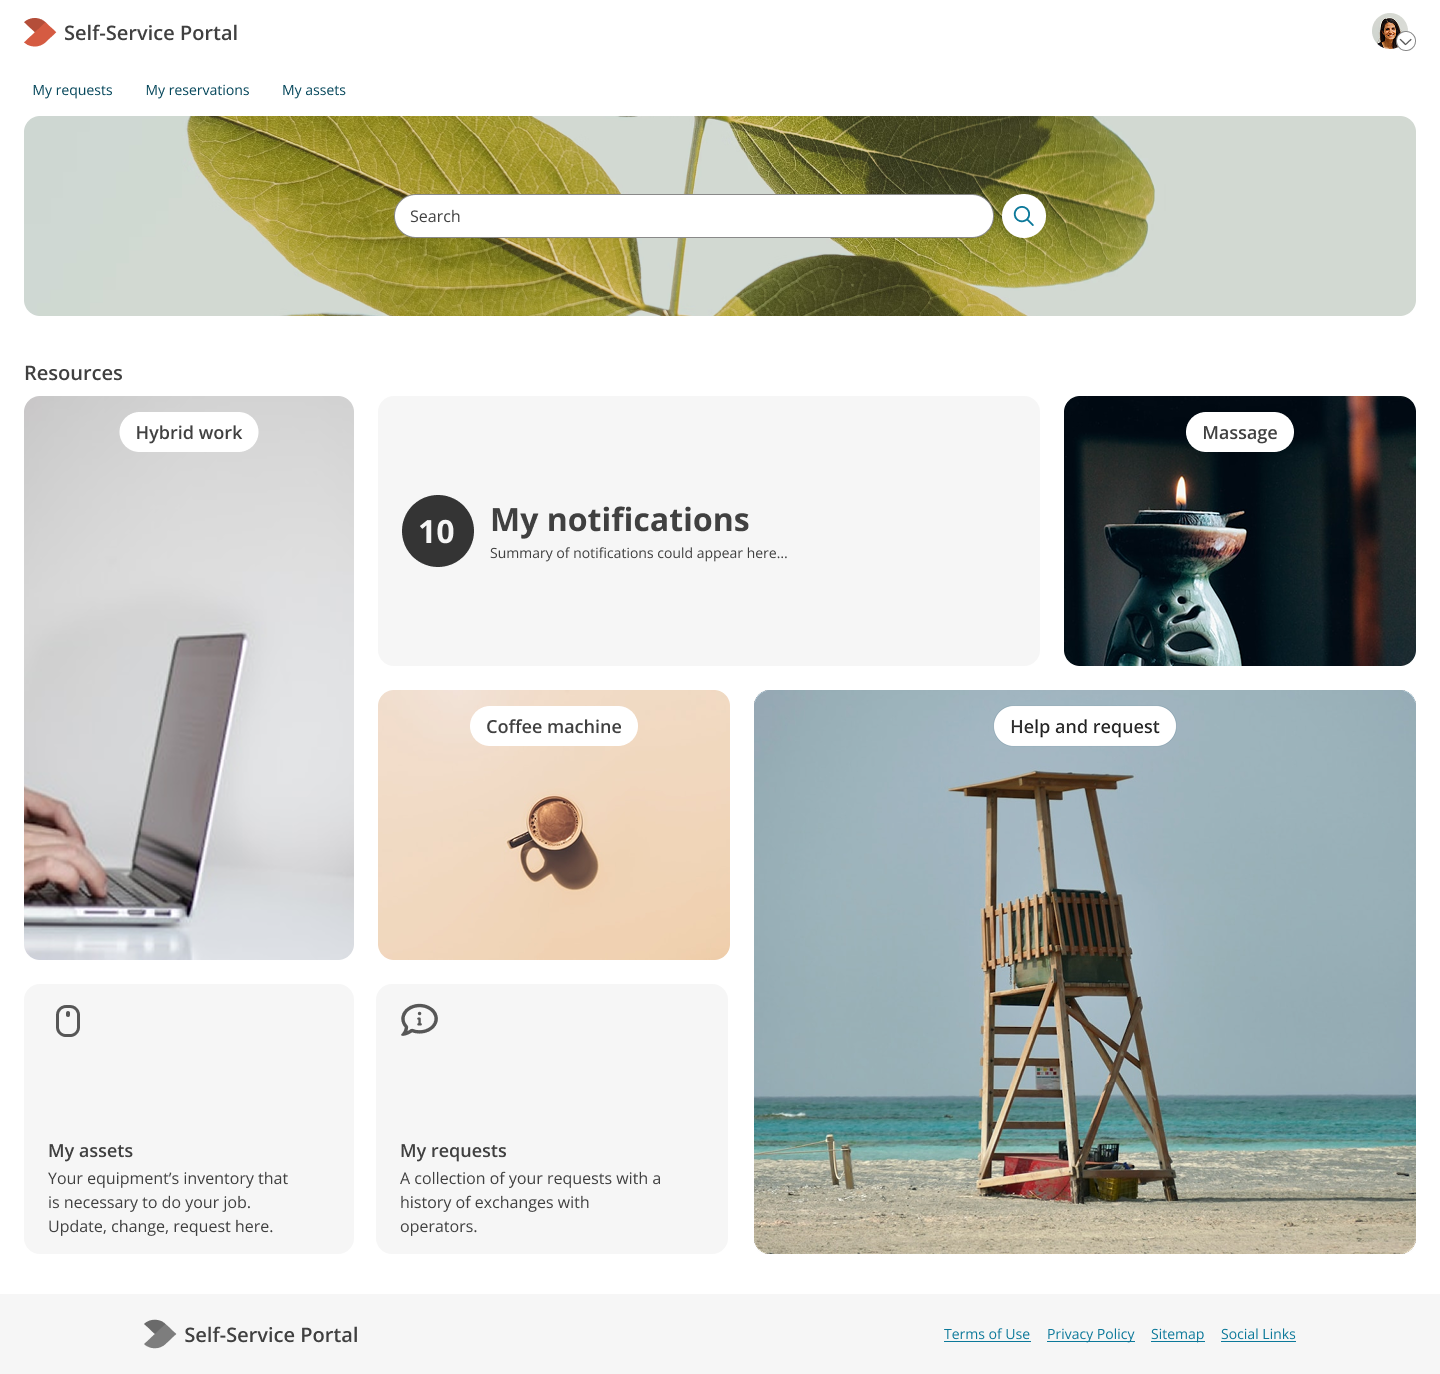 Self-Service Portal
My requests
My reservations
My assets
Search
Resources
Hybrid work
10
My notifications
Summary of notifications could appear here...
Massage
Coffee machine
Help and request
My assets
Your equipment’s inventory that
is necessary to do your job.
Update, change, request here.
My requests
A collection of your requests with a
history of exchanges with
operators.
Self-Service Portal
Terms of Use
Privacy Policy
Sitemap
Social Links